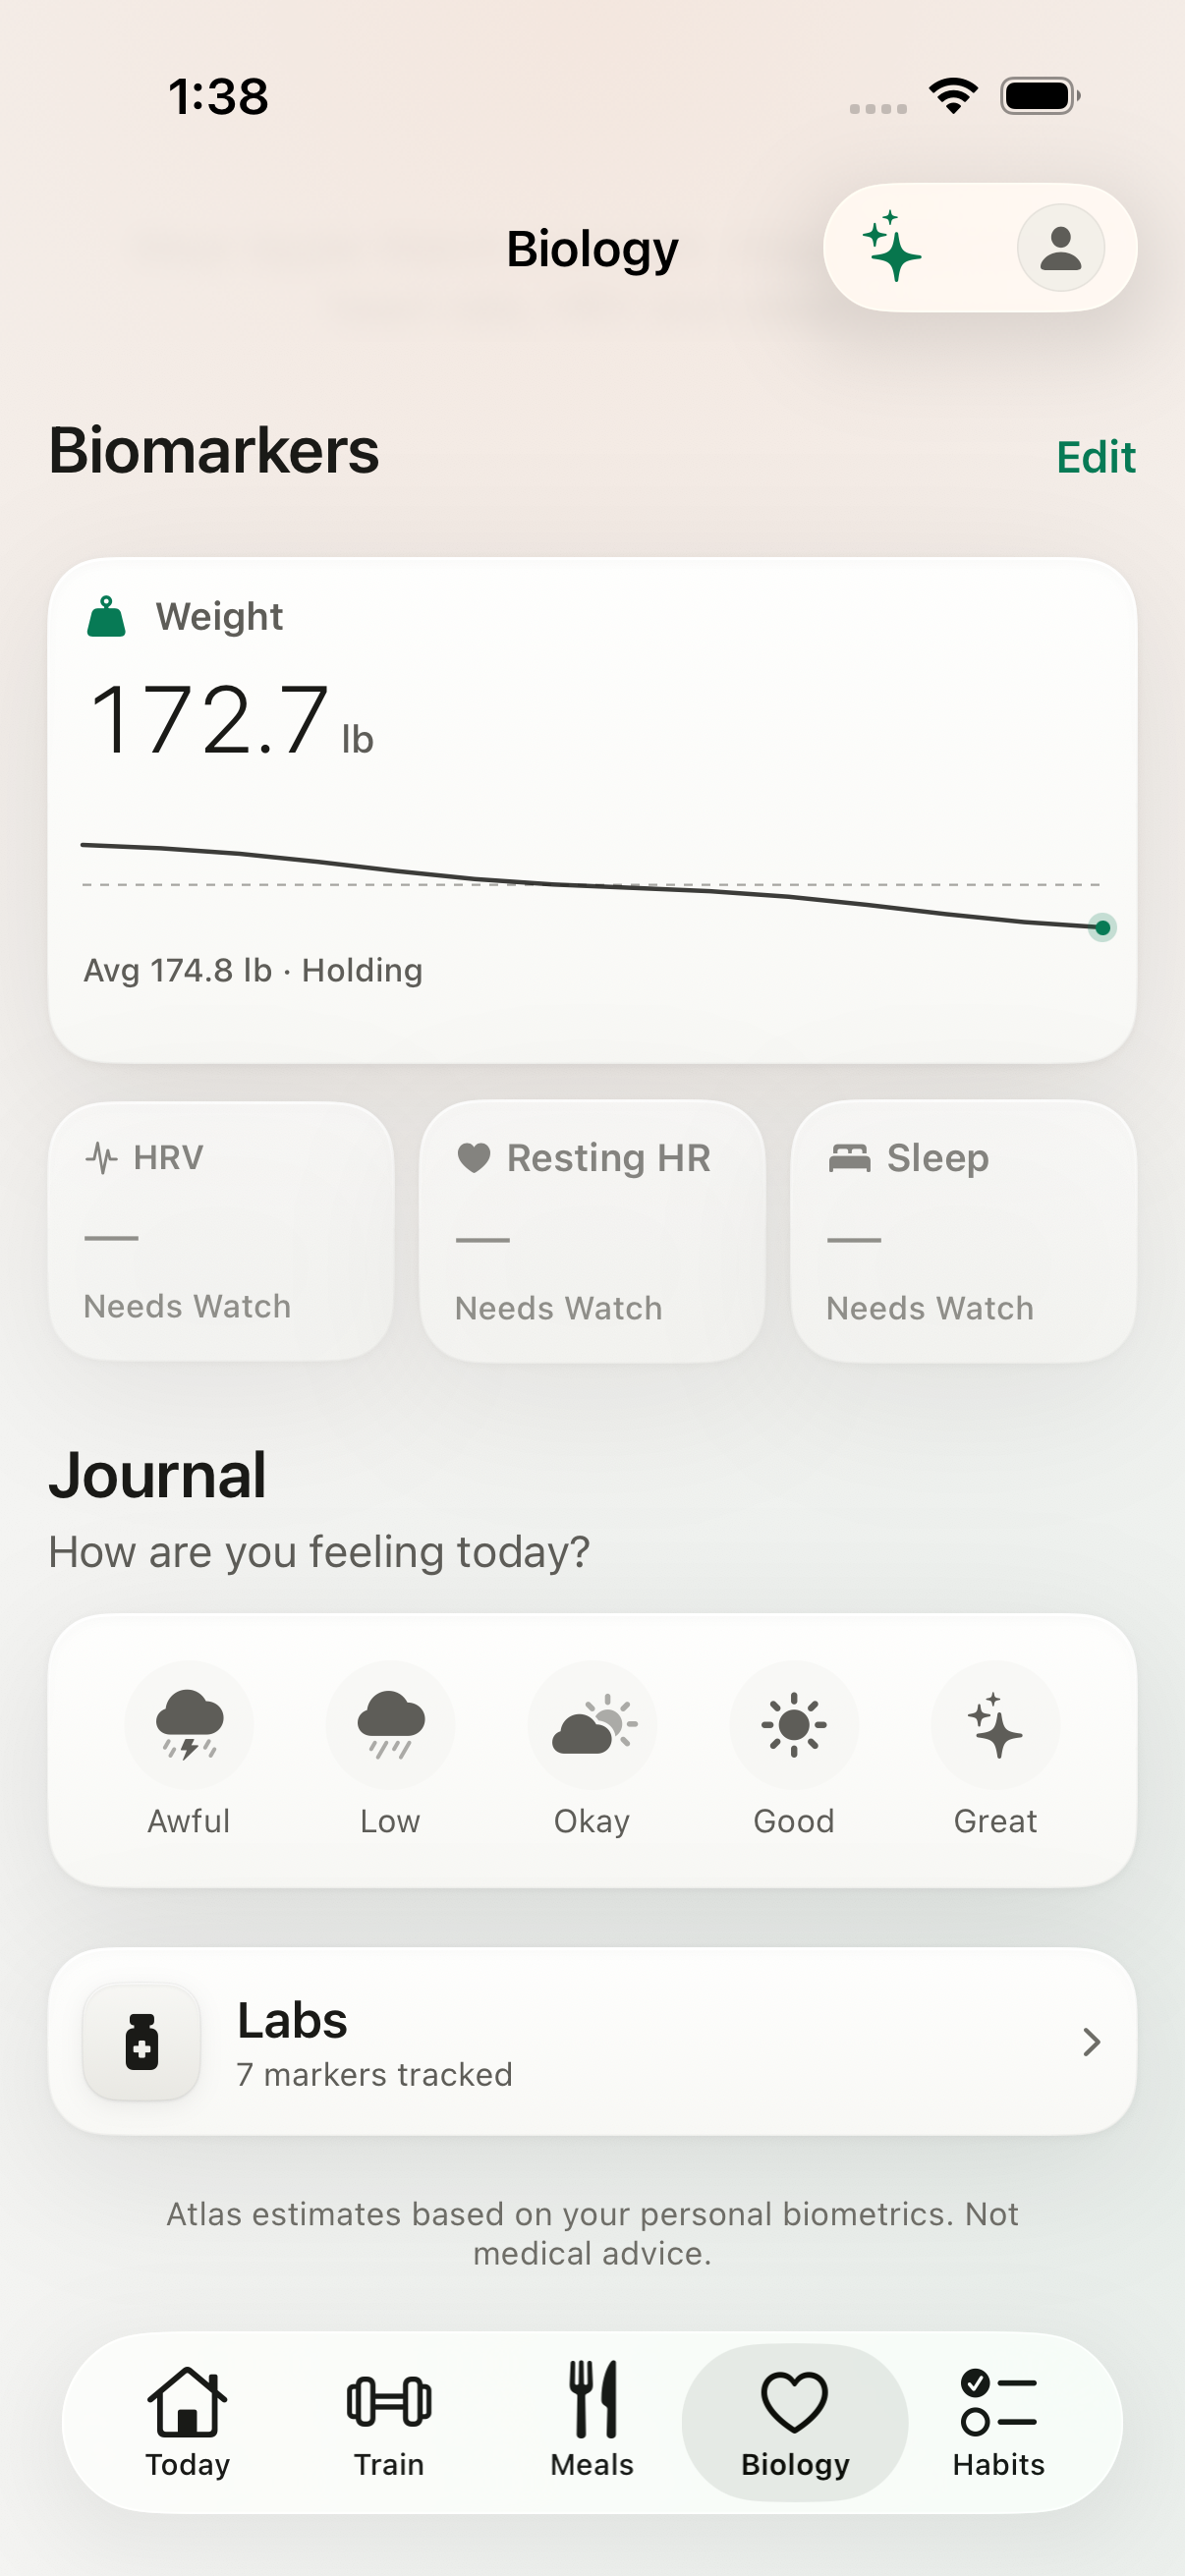 1:38
Biology
Biomarkers
Edit
Weight
172.7 lb
Avg 174.8 lb · Holding
HRV
Resting HR
Sleep
—
—
—
Needs Watch
Needs Watch
Needs Watch
Journal
How are you feeling today?
Awful
Low
Okay
Good
Great
Labs
7 markers tracked
Atlas estimates based on your personal biometrics. Not
medical advice.
Today
Train
Meals
Biology
Habits